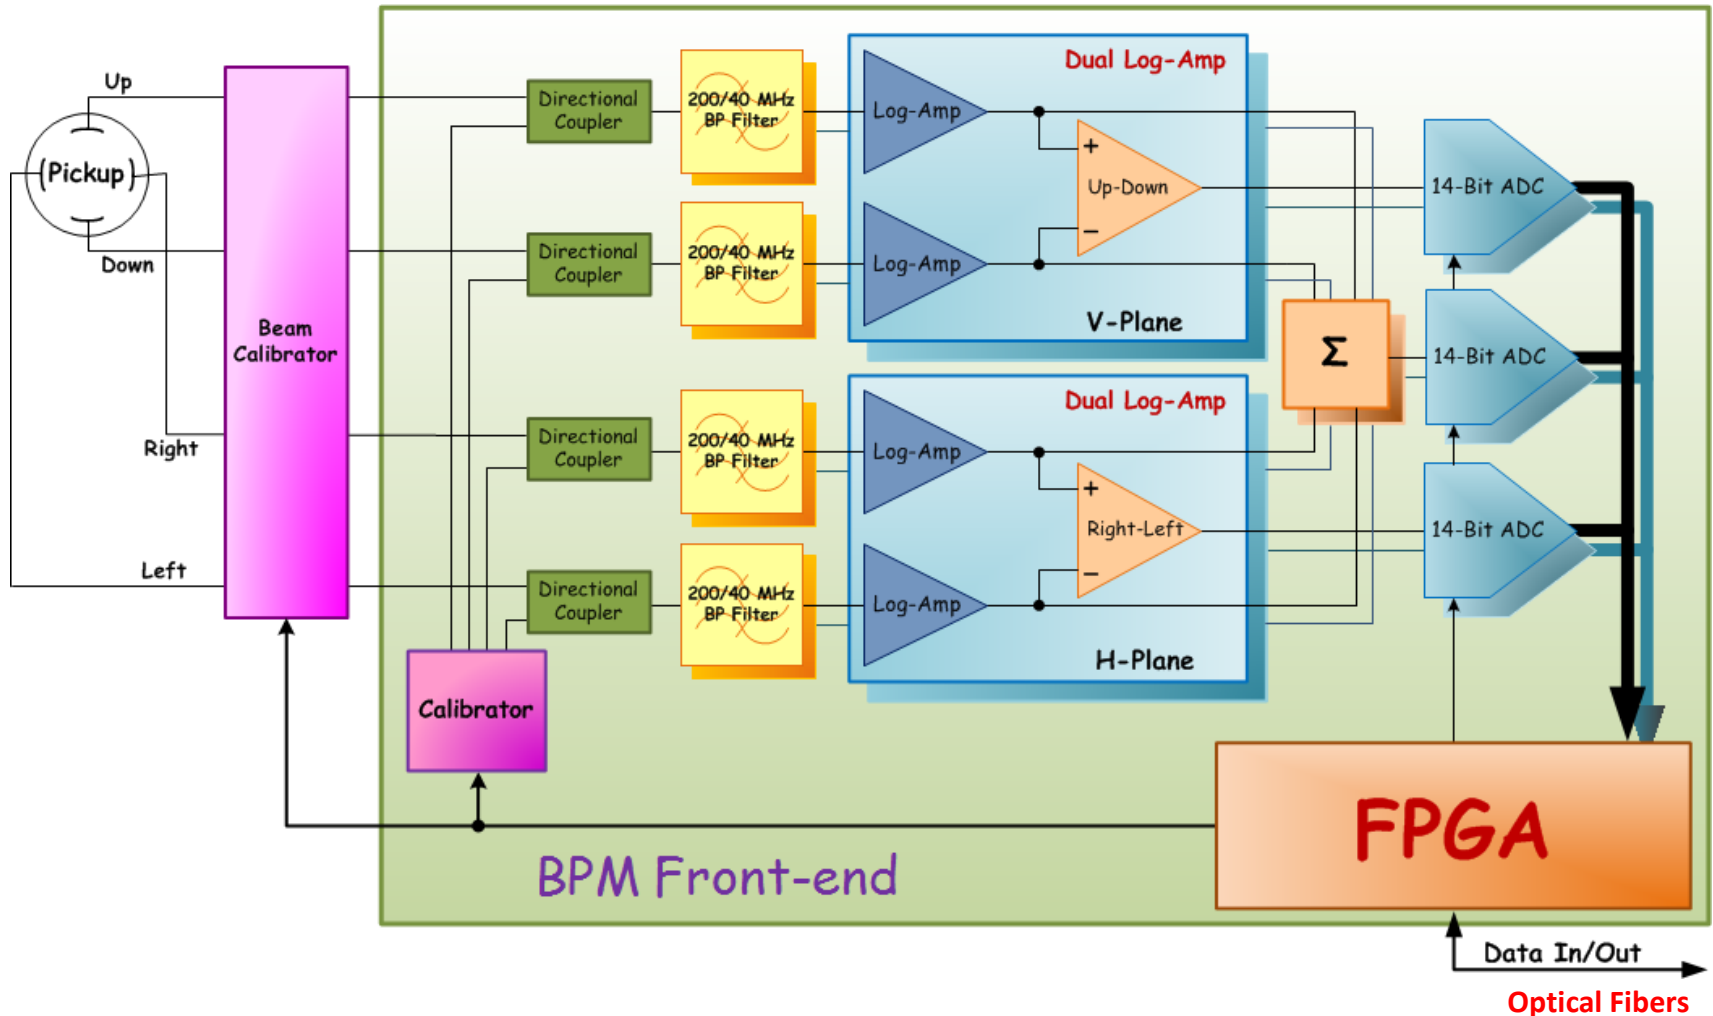 Up
(Pickup)
Down
Right
Left
Beam
Calibrator
Calibrator
Directional
Coupler
Directional
Coupler
Directional
Coupler
Directional
Coupler
200/40 MHz
BP Filter
200/40 MHz
BP Filter
200/40 MHz
BP Filter
200/40 MHz
BP Filter
Dual Log-Amp
Log-Amp
+
Up-Down
−
Log-Amp
V-Plane
Dual Log-Amp
Log-Amp
+
Right-Left
−
Log-Amp
H-Plane
Σ
14-Bit ADC
14-Bit ADC
14-Bit ADC
FPGA
BPM Front-end
Data In/Out
Optical Fibers